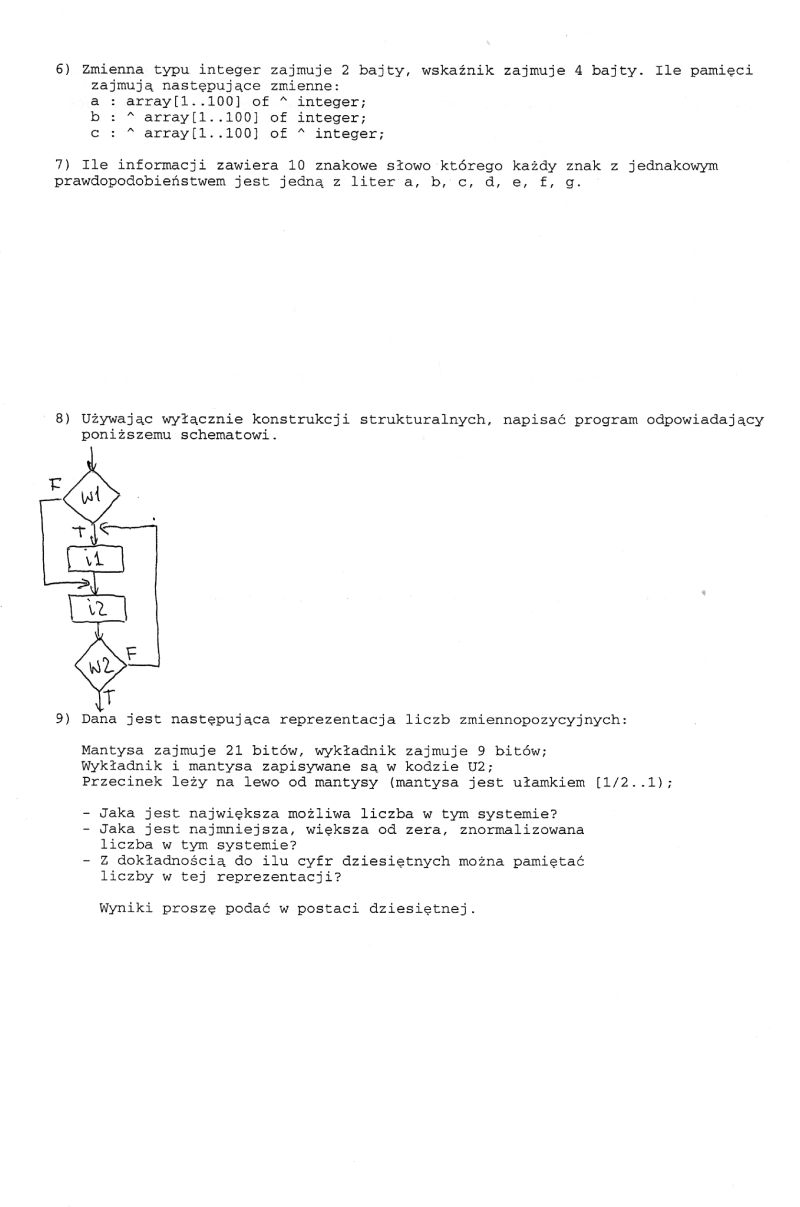 6) Zmienna typu integer zajmuje 2 bajty, wskaźnik zajmuje 4 bajty. Ile pamięci
zajmują następujące zmienne:
a : array[1..100] of ^ integer;
b : ^ array[1..100] of integer;
c : ^ array[1..100] of ^ integer;
7) Ile informacji zawiera 10 znakowe słowo którego każdy znak z jednakowym
prawdopodobieństwem jest jedną z liter a, b, c, d, e, f, g.
8) Używając wyłącznie konstrukcji strukturalnych, napisać program odpowiadający
poniższemu schematowi.
F
W1
T
i1
i2
W2
F
T
9) Dana jest następująca reprezentacja liczb zmiennopozycyjnych:
Mantysa zajmuje 21 bitów, wykładnik zajmuje 9 bitów;
Wykładnik i mantysa zapisywane są w kodzie U2;
Przecinek leży na lewo od mantysy (mantysa jest ułamkiem [1/2..1);
- Jaka jest największa możliwa liczba w tym systemie?
- Jaka jest najmniejsza, większa od zera, znormalizowana
liczba w tym systemie?
- Z dokładnością do ilu cyfr dziesiętnych można pamiętać
liczby w tej reprezentacji?
Wyniki proszę podać w postaci dziesiętnej.